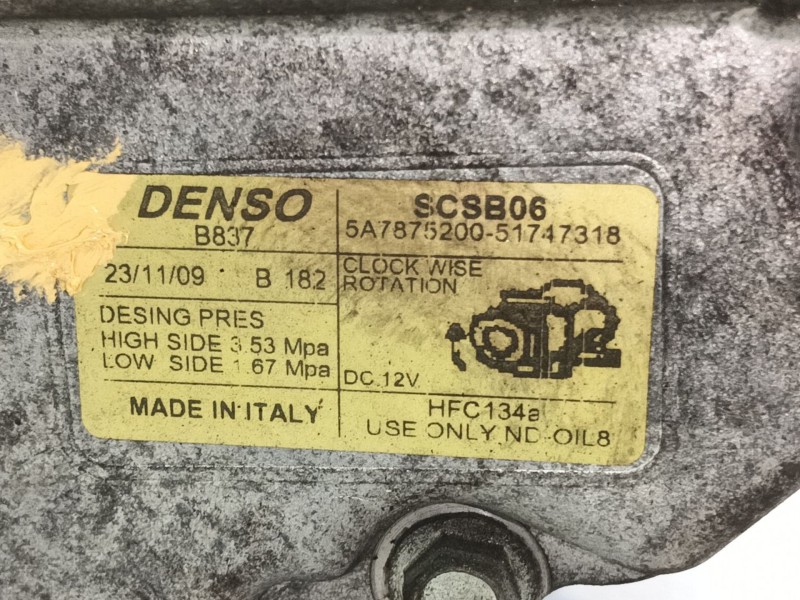 DENSO
B837
SCSB06
5A7875200-51747318
23/11/09 B 182
CLOCK WISE
ROTATION
DESING PRES
HIGH SIDE 3.53 Mpa
LOW SIDE 1.67 Mpa
DC.12V.
MADE IN ITALY
HFC134a
USE ONLY ND-OIL8